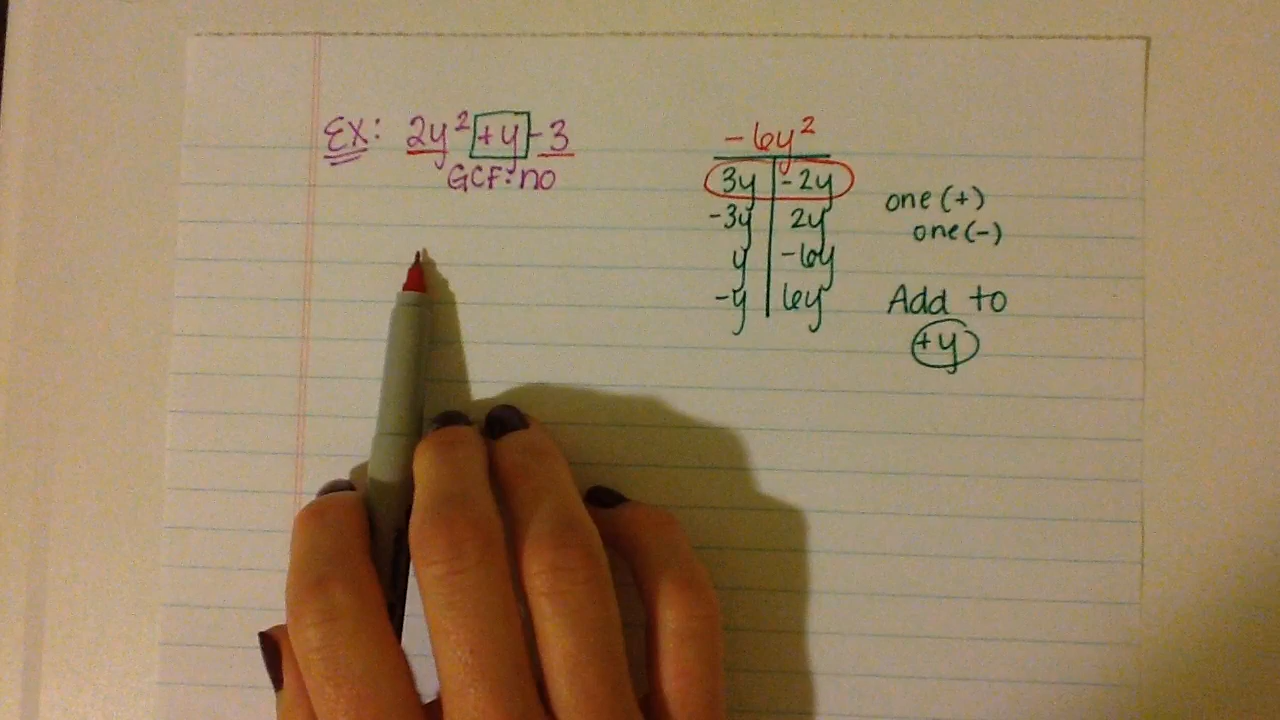 EX: 2y² +y -3
GCF: no
-6y²
3y -2y
-3y 2y
y -6y
-y 6y
one (+)
one (-)
Add to
+y